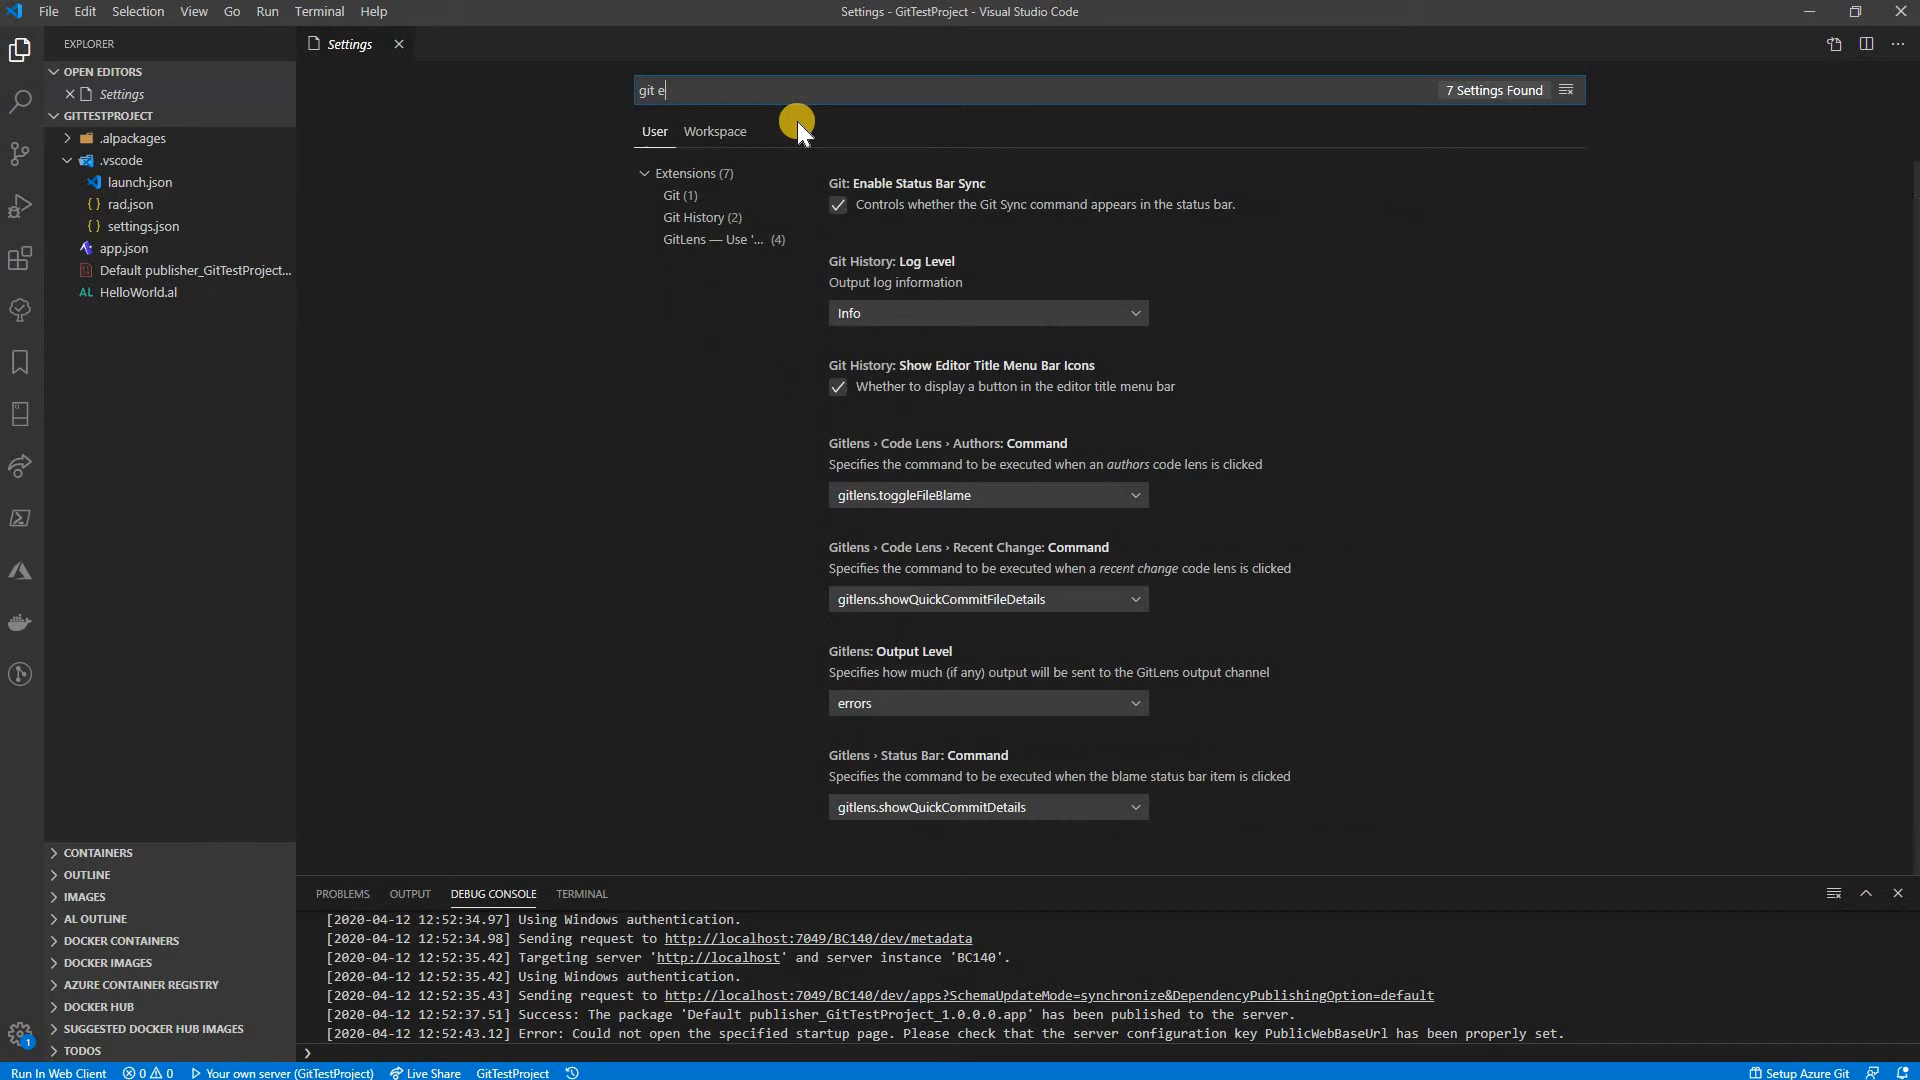 File Edit Selection View Go Run Terminal Help
Settings - GitTestProject - Visual Studio Code
EXPLORER
OPEN EDITORS
Settings
GITTESTPROJECT
.alpackages
.vscode
launch.json
{ } rad.json
{ } settings.json
app.json
Default publisher_GitTestProject...
AL HelloWorld.al
CONTAINERS
OUTLINE
IMAGES
AL OUTLINE
DOCKER CONTAINERS
DOCKER IMAGES
AZURE CONTAINER REGISTRY
DOCKER HUB
SUGGESTED DOCKER HUB IMAGES
TODOS
1
Settings
git e
7 Settings Found
User Workspace
Extensions (7)
Git (1)
Git History (2)
GitLens — Use '... (4)
Git: Enable Status Bar Sync
Controls whether the Git Sync command appears in the status bar.
Git History: Log Level
Output log information
Info
Git History: Show Editor Title Menu Bar Icons
Whether to display a button in the editor title menu bar
Gitlens › Code Lens › Authors: Command
Specifies the command to be executed when an authors code lens is clicked
gitlens.toggleFileBlame
Gitlens › Code Lens › Recent Change: Command
Specifies the command to be executed when a recent change code lens is clicked
gitlens.showQuickCommitFileDetails
Gitlens: Output Level
Specifies how much (if any) output will be sent to the GitLens output channel
errors
Gitlens › Status Bar: Command
Specifies the command to be executed when the blame status bar item is clicked
gitlens.showQuickCommitDetails
PROBLEMS OUTPUT DEBUG CONSOLE TERMINAL
[2020-04-12 12:52:34.97] Using Windows authentication.
[2020-04-12 12:52:34.98] Sending request to http://localhost:7049/BC140/dev/metadata
[2020-04-12 12:52:35.42] Targeting server 'http://localhost' and server instance 'BC140'.
[2020-04-12 12:52:35.42] Using Windows authentication.
[2020-04-12 12:52:35.43] Sending request to http://localhost:7049/BC140/dev/apps?SchemaUpdateMode=synchronize&DependencyPublishingOption=default
[2020-04-12 12:52:37.51] Success: The package 'Default publisher_GitTestProject_1.0.0.0.app' has been published to the server.
[2020-04-12 12:52:43.12] Error: Could not open the specified startup page. Please check that the server configuration key PublicWebBaseUrl has been properly set.
Run In Web Client 0 0 Your own server (GitTestProject) Live Share GitTestProject Setup Azure Git